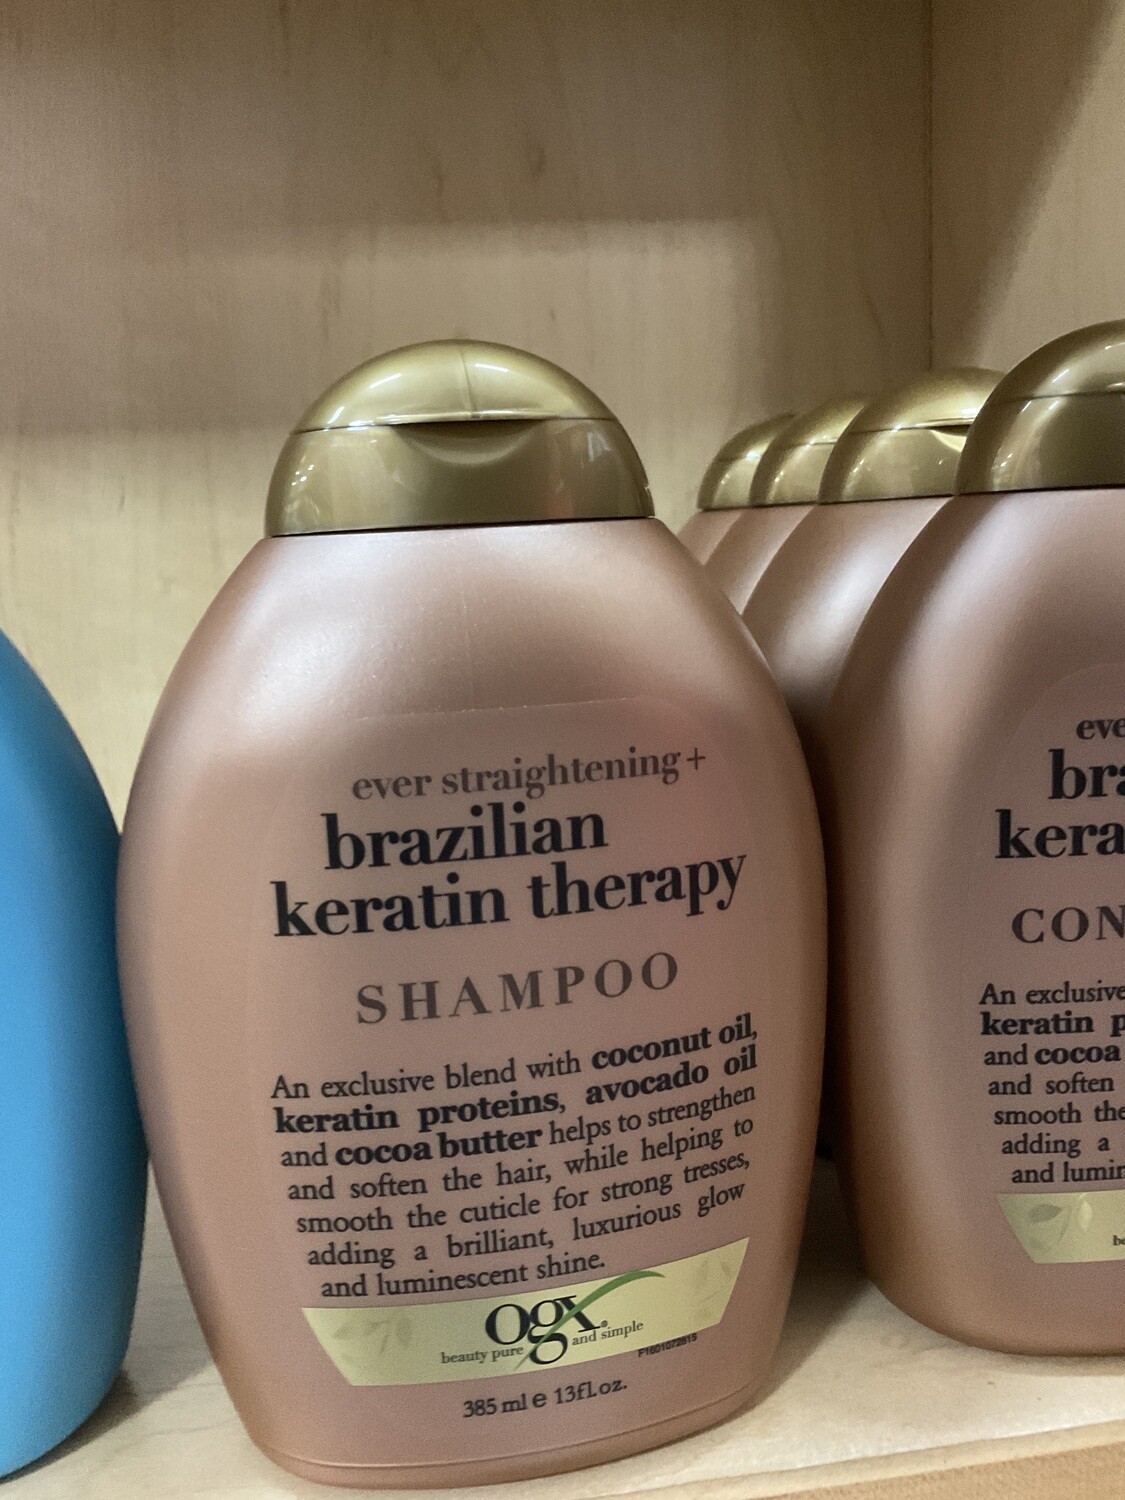 ever straightening+
brazilian
keratin therapy
SHAMPOO
An exclusive blend with coconut oil,
keratin proteins, avocado oil
and cocoa butter helps to strengthen
and soften the hair, while helping to
smooth the cuticle for strong tresses,
adding a brilliant, luxurious glow
and luminescent shine.
ogx®
beauty pure and simple
F1601072815
385 ml e 13fl.oz.
eve
bra
kera
CON
An exclusive
keratin p
and cocoa
and soften
smooth the
adding a
and lumin
be